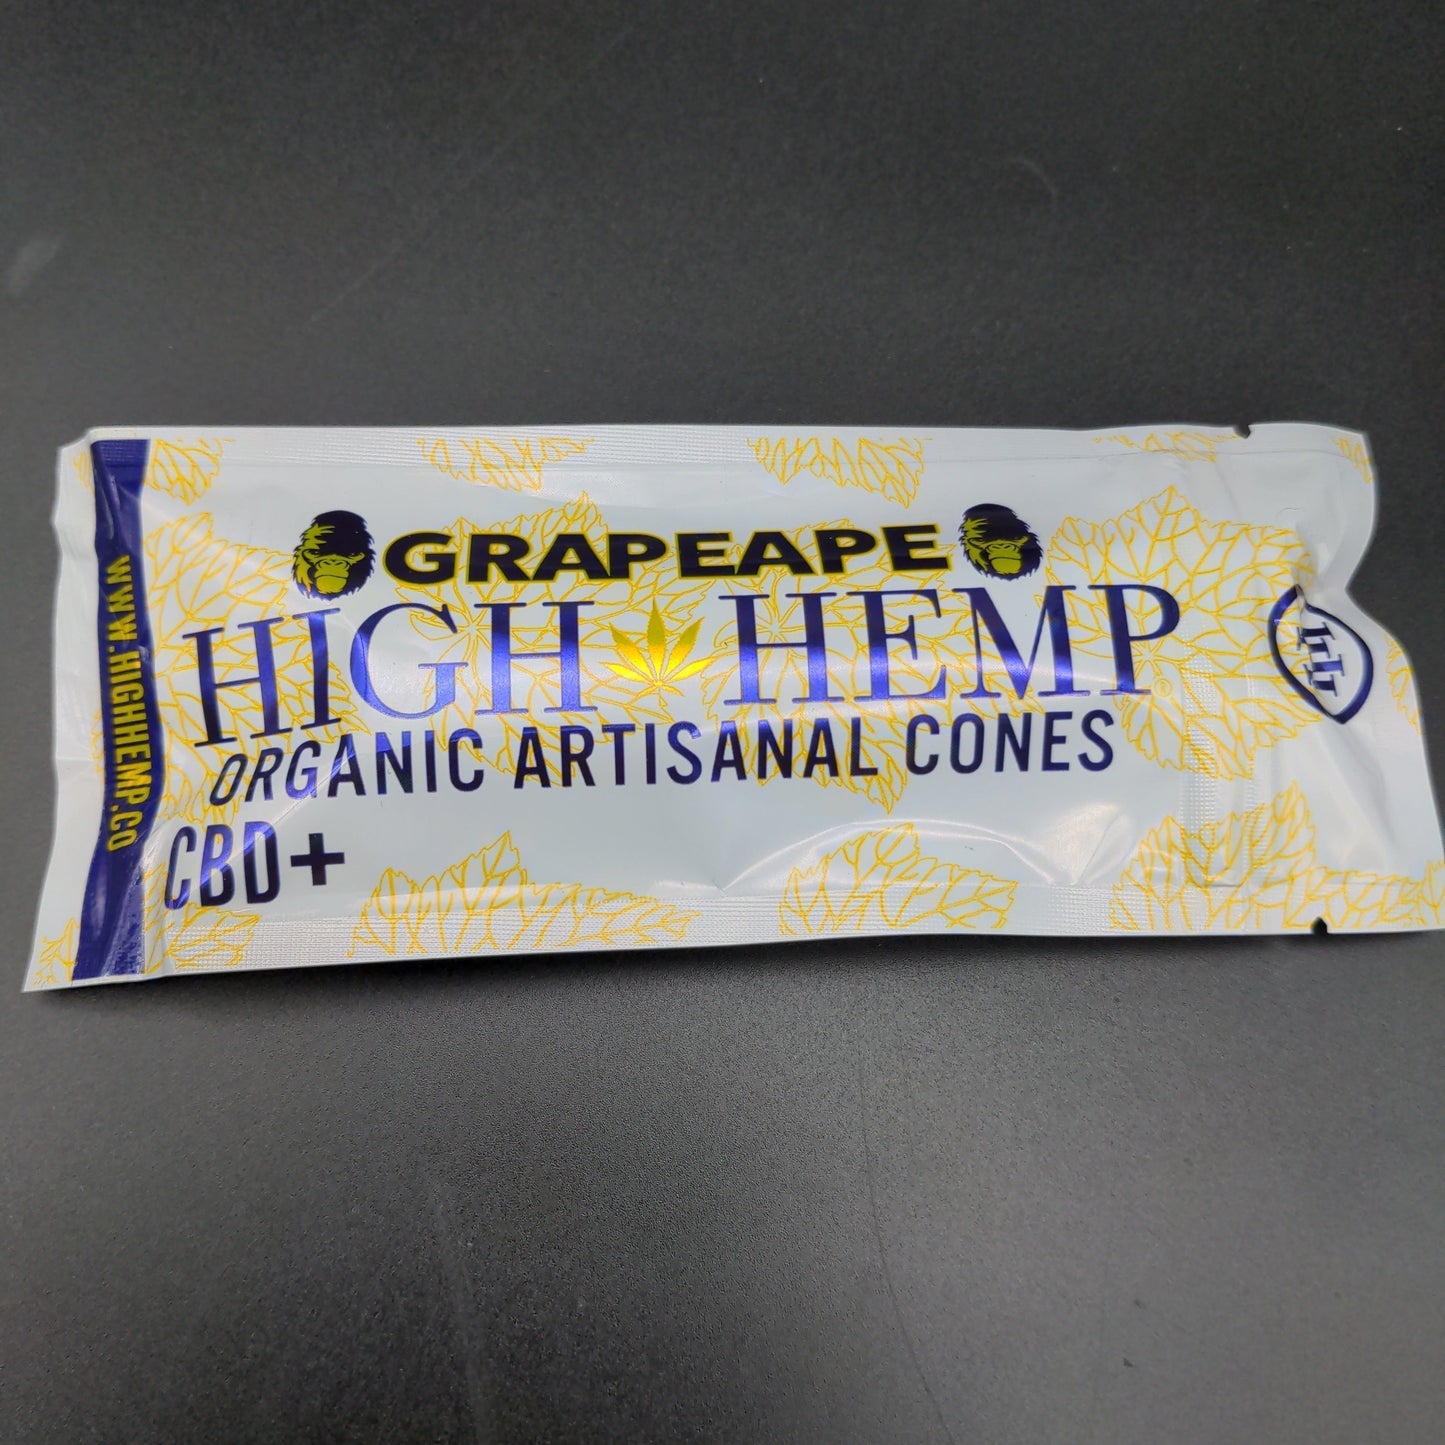 GRAPEAPE
HIGH HEMP®
ORGANIC ARTISANAL CONES
CBD+
WWW.HIGHHEMP.CO